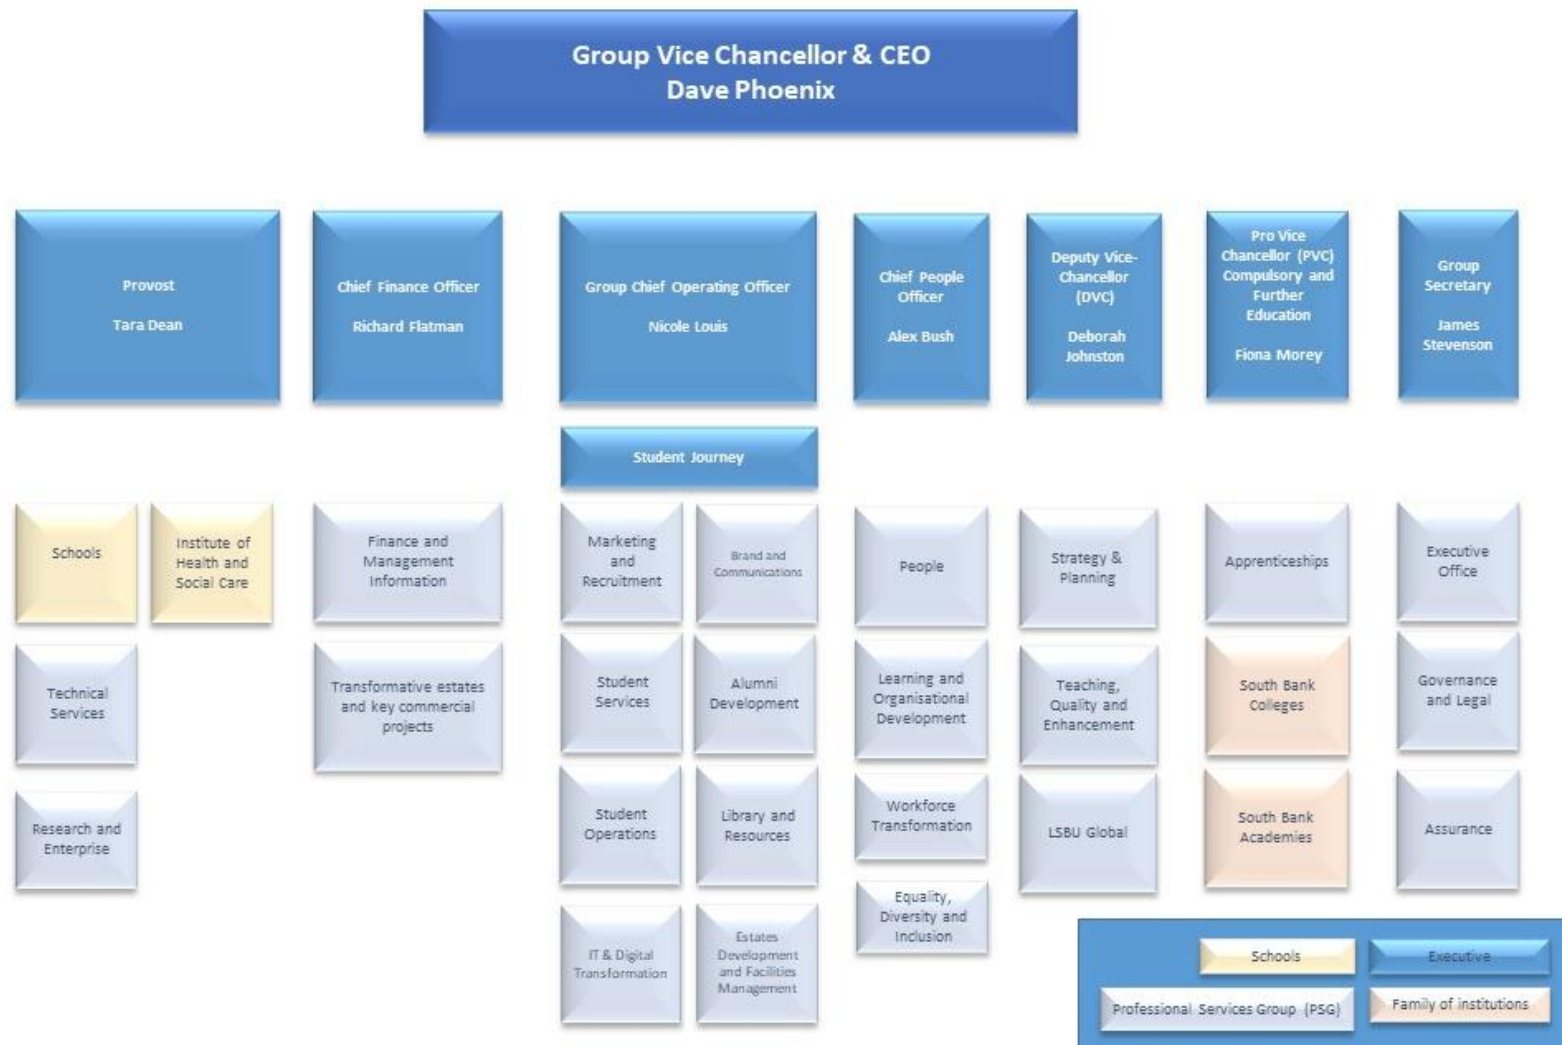 Group Vice Chancellor & CEO
Dave Phoenix
Provost
Tara Dean
Chief Finance Officer
Richard Flatman
Group Chief Operating Officer
Nicole Louis
Chief People
Officer
Alex Bush
Deputy Vice-
Chancellor
(DVC)
Deborah
Johnston
Pro Vice
Chancellor (PVC)
Compulsory and
Further
Education
Fiona Morey
Group
Secretary
James
Stevenson
Student Journey
Schools
Institute of
Health and
Social Care
Finance and
Management
Information
Marketing
and
Recruitment
Brand and
Communications
People
Strategy &
Planning
Apprenticeships
Executive
Office
Technical
Services
Transformative estates
and key commercial
projects
Student
Services
Alumni
Development
Learning and
Organisational
Development
Teaching,
Quality and
Enhancement
South Bank
Colleges
Governance
and Legal
Research and
Enterprise
Student
Operations
Library and
Resources
Workforce
Transformation
LSBU Global
South Bank
Academies
Assurance
IT & Digital
Transformation
Estates
Development
and Facilities
Management
Equality,
Diversity and
Inclusion
Schools
Executive
Professional Services Group (PSG)
Family of institutions